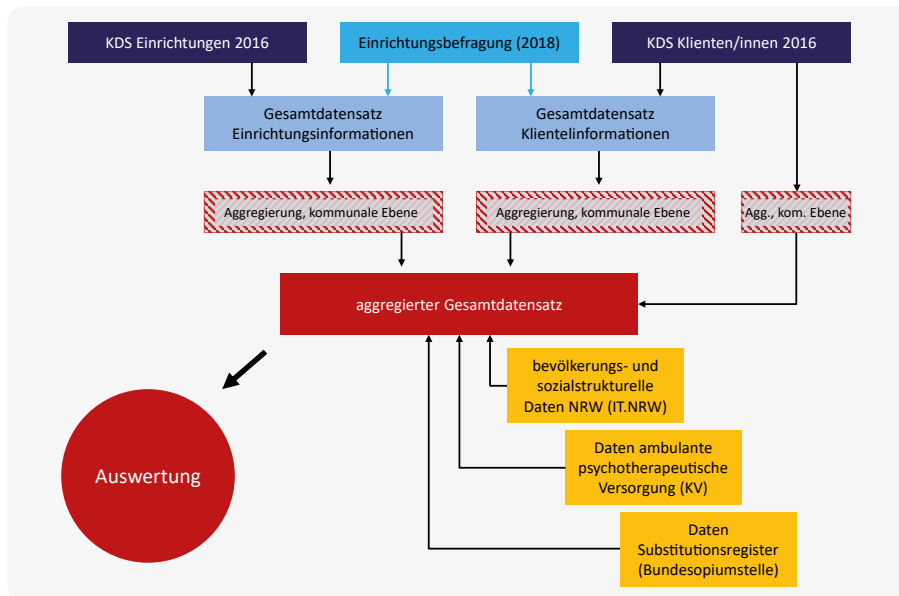 KDS Einrichtungen 2016
Einrichtungsbefragung (2018)
KDS Klienten/innen 2016
Gesamtdatensatz
Einrichtungsinformationen
Gesamtdatensatz
Klientelinformationen
Aggregierung, kommunale Ebene
Aggregierung, kommunale Ebene
Agg., kom. Ebene
aggregierter Gesamtdatensatz
bevölkerungs- und
sozialstrukturelle
Daten NRW (IT.NRW)
Daten ambulante
psychotherapeutische
Versorgung (KV)
Auswertung
Daten
Substitutionsregister
(Bundesopiumstelle)